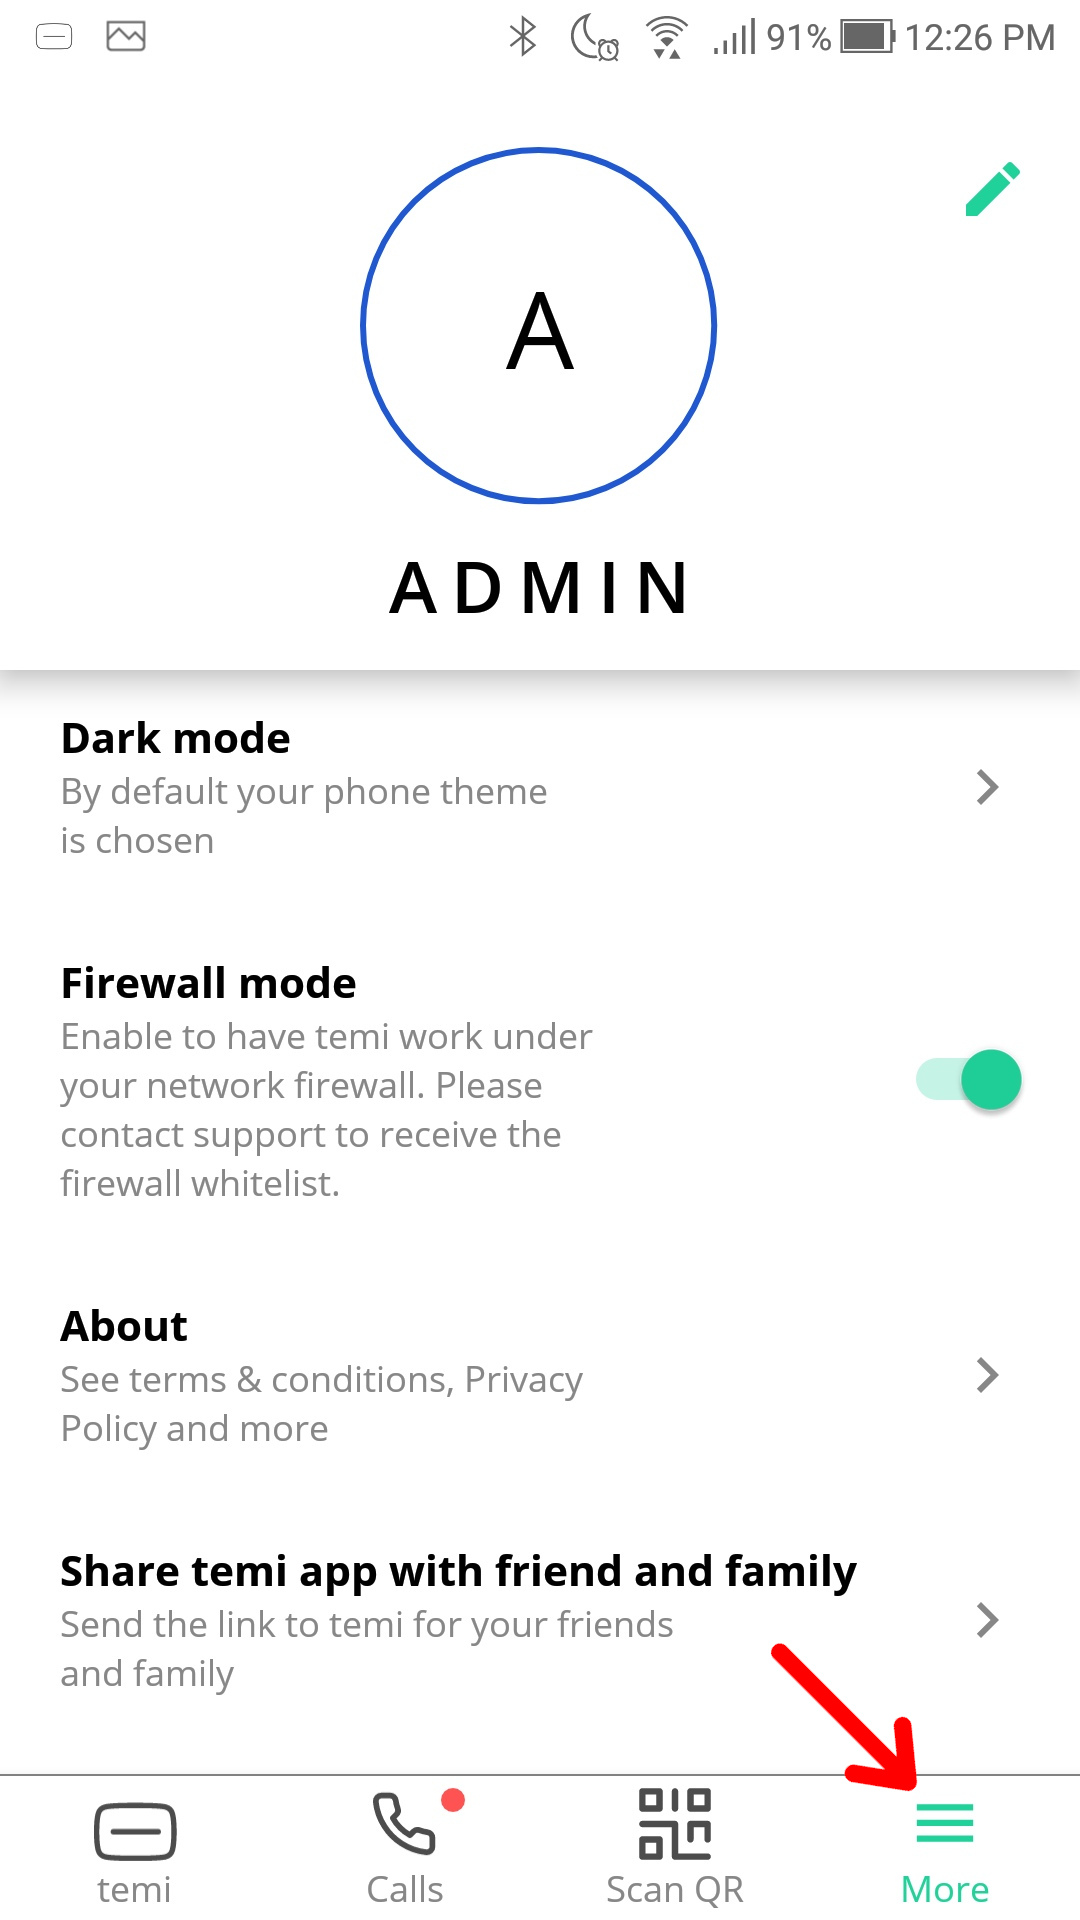 91% 12:26 PM
A
ADMIN
Dark mode
By default your phone theme
is chosen
Firewall mode
Enable to have temi work under
your network firewall. Please
contact support to receive the
firewall whitelist.
About
See terms & conditions, Privacy
Policy and more
Share temi app with friend and family
Send the link to temi for your friends
and family
temi Calls Scan QR More